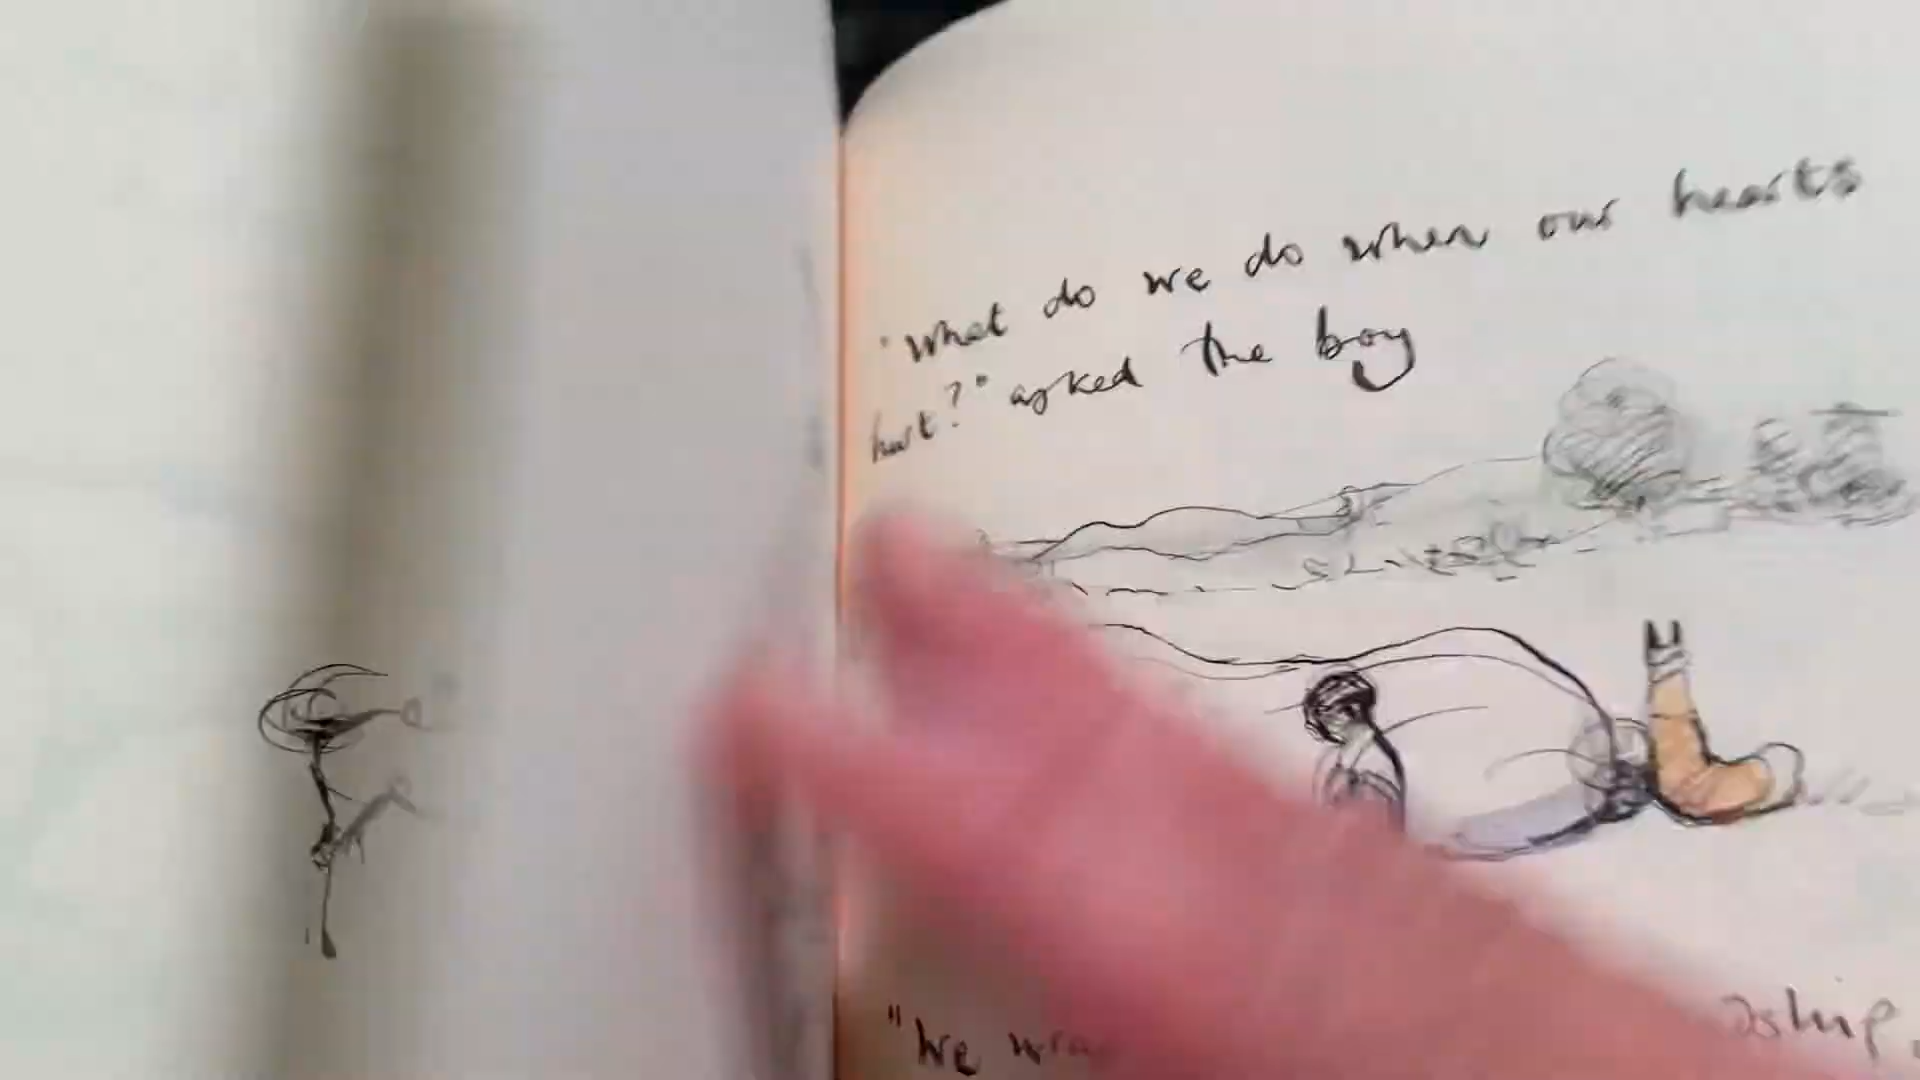 "What do we do when our hearts
hurt?" asked the boy
"We